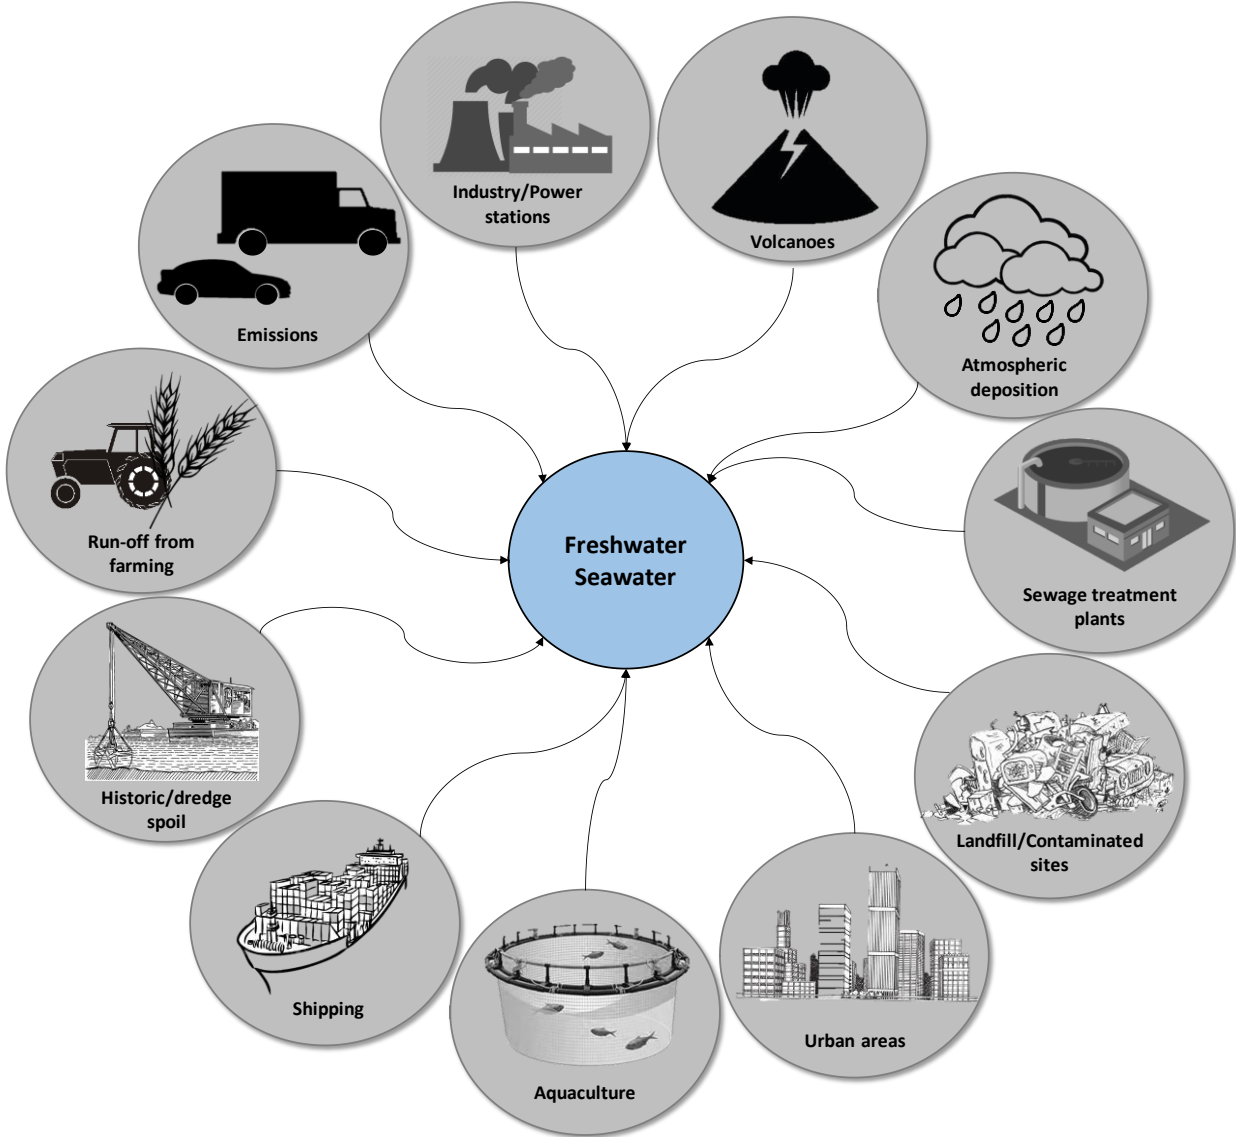 Industry/Power
stations
Volcanoes
Emissions
Atmospheric
deposition
Run-off from
farming
Freshwater
Seawater
Sewage treatment
plants
Historic/dredge
spoil
Landfill/Contaminated
sites
Shipping
Urban areas
Aquaculture